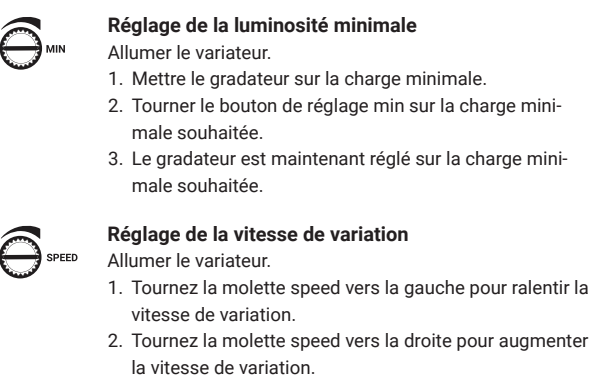 Réglage de la luminosité minimale
MIN
Allumer le variateur.
1. Mettre le gradateur sur la charge minimale.
2. Tourner le bouton de réglage min sur la charge mini-
male souhaitée.
3. Le gradateur est maintenant réglé sur la charge mini-
male souhaitée.
Réglage de la vitesse de variation
SPEED
Allumer le variateur.
1. Tournez la molette speed vers la gauche pour ralentir la
vitesse de variation.
2. Tournez la molette speed vers la droite pour augmenter
la vitesse de variation.